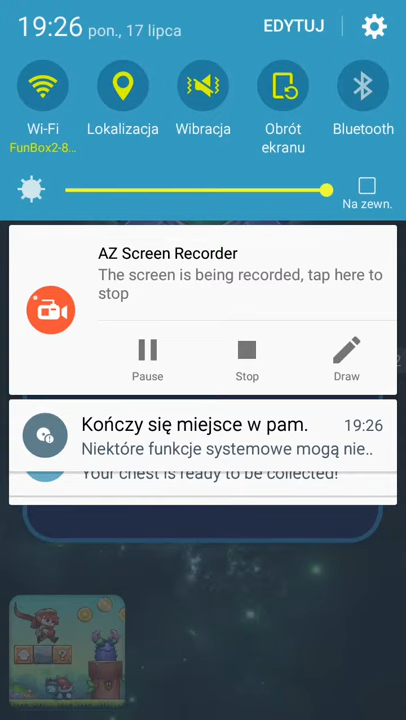 19:26 pon., 17 lipca
EDYTUJ
Wi-Fi
FunBox2-8...
Lokalizacja
Wibracja
Obrót
ekranu
Bluetooth
Na zewn.
AZ Screen Recorder
The screen is being recorded, tap here to
stop
Pause
Stop
Draw
Kończy się miejsce w pam.
19:26
Niektóre funkcje systemowe mogą nie..
Your chest is ready to be collected!